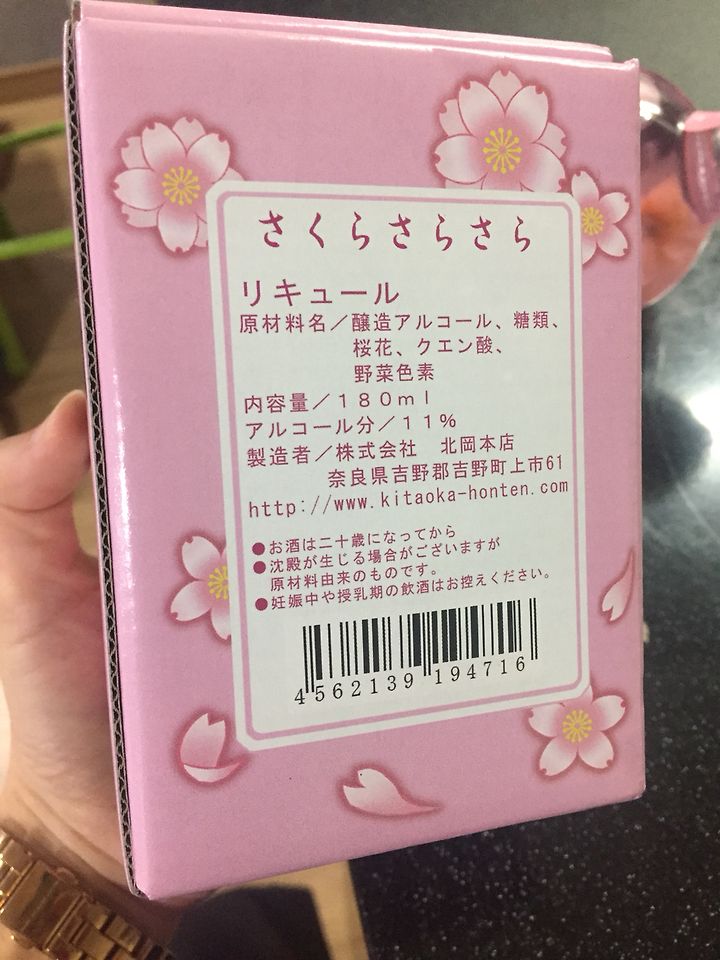 さくらさらさら
リキュール
原材料名／醸造アルコール、糖類、
桜花、クエン酸、
野菜色素
内容量／１８０ｍｌ
アルコール分／１１％
製造者／株式会社　北岡本店
奈良県吉野郡吉野町上市61
http://www.kitaoka-honten.com
●お酒は二十歳になってから
●沈殿が生じる場合がございますが
原材料由来のものです。
●妊娠中や授乳期の飲酒はお控えください。
4 562139 194716